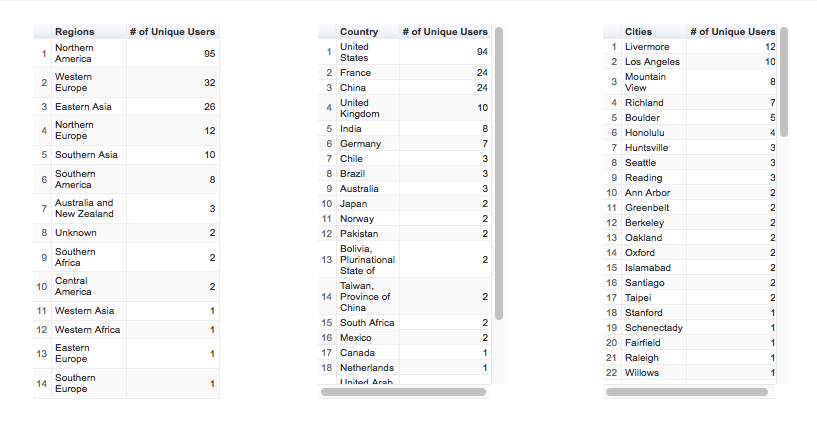 Regions # of Unique Users
1 Northern America 95
2 Western Europe 32
3 Eastern Asia 26
4 Northern Europe 12
5 Southern Asia 10
6 Southern America 8
7 Australia and New Zealand 3
8 Unknown 2
9 Southern Africa 2
10 Central America 2
11 Western Asia 1
12 Western Africa 1
13 Eastern Europe 1
14 Southern Europe 1
Country # of Unique Users
1 United States 94
2 France 24
3 China 24
4 United Kingdom 10
5 India 8
6 Germany 7
7 Chile 3
8 Brazil 3
9 Australia 3
10 Japan 2
11 Norway 2
12 Pakistan 2
13 Bolivia, Plurinational State of 2
14 Taiwan, Province of China 2
15 South Africa 2
16 Mexico 2
17 Canada 1
18 Netherlands 1
United Arab
Cities # of Unique Users
1 Livermore 12
2 Los Angeles 10
3 Mountain View 8
4 Richland 7
5 Boulder 5
6 Honolulu 4
7 Huntsville 3
8 Seattle 3
9 Reading 3
10 Ann Arbor 2
11 Greenbelt 2
12 Berkeley 2
13 Oakland 2
14 Oxford 2
15 Islamabad 2
16 Santiago 2
17 Taipei 2
18 Stanford 1
19 Schenectady 1
20 Fairfield 1
21 Raleigh 1
22 Willows 1